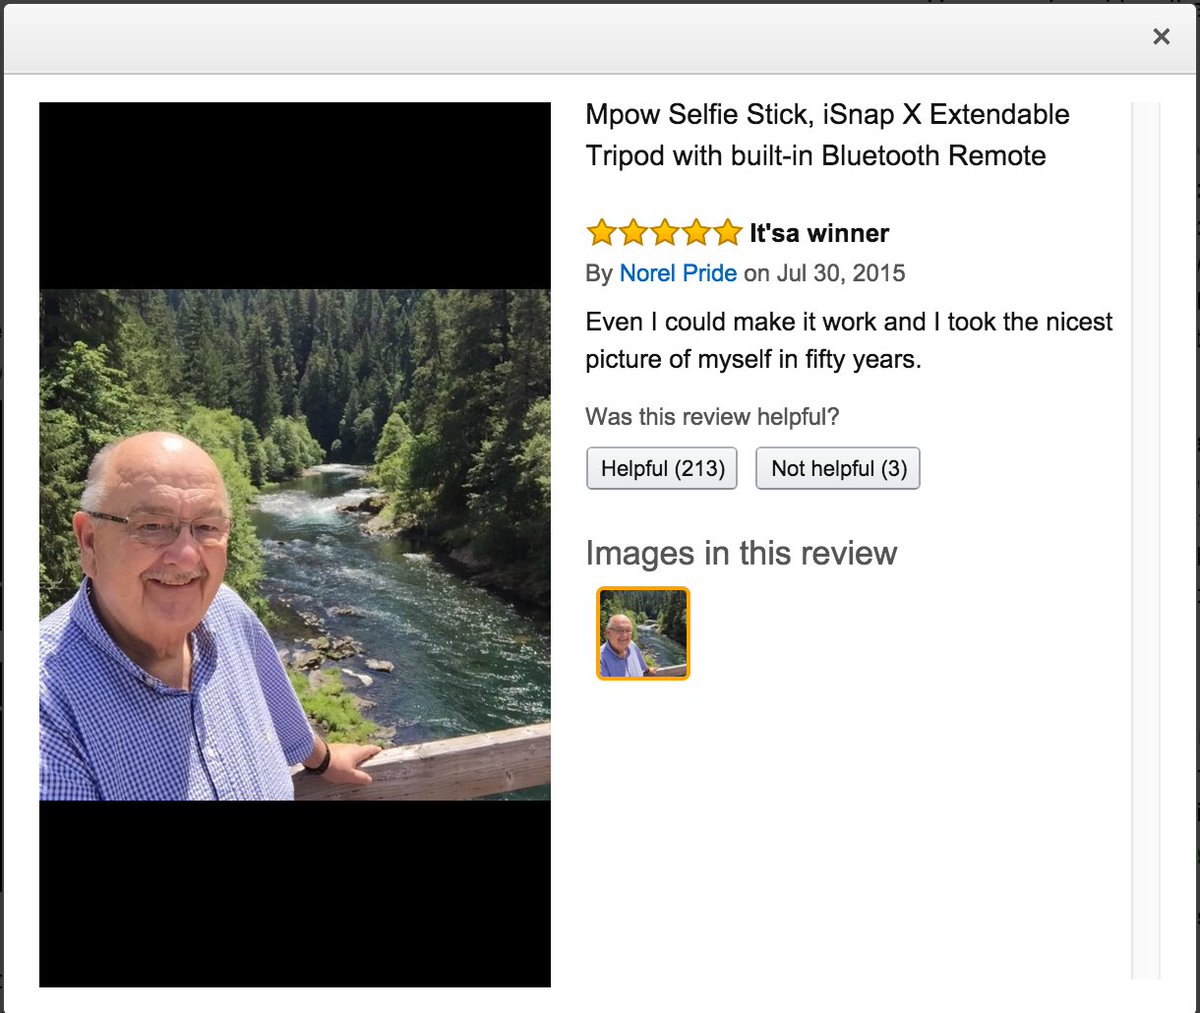 ×
Mpow Selfie Stick, iSnap X Extendable
Tripod with built-in Bluetooth Remote
It'sa winner
By Norel Pride on Jul 30, 2015
Even I could make it work and I took the nicest
picture of myself in fifty years.
Was this review helpful?
Helpful (213) Not helpful (3)
Images in this review